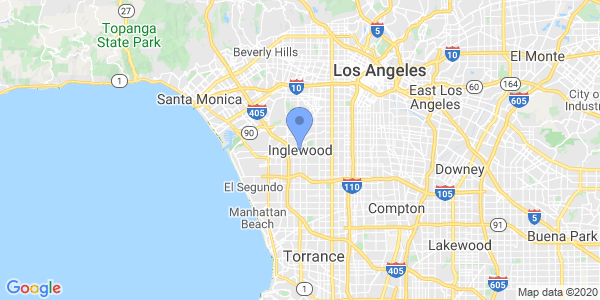 27
Topanga
State Park
Beverly Hills
5
10
Los Angeles
El Monte
1
10
60
164
605
City of
Industry
Santa Monica
405
East Los
Angeles
90
Inglewood
El Segundo
110
105
Downey
Manhattan
Beach
Compton
91
5
Buena Park
Lakewood
Torrance
405
605
1
Google
Map data ©2020